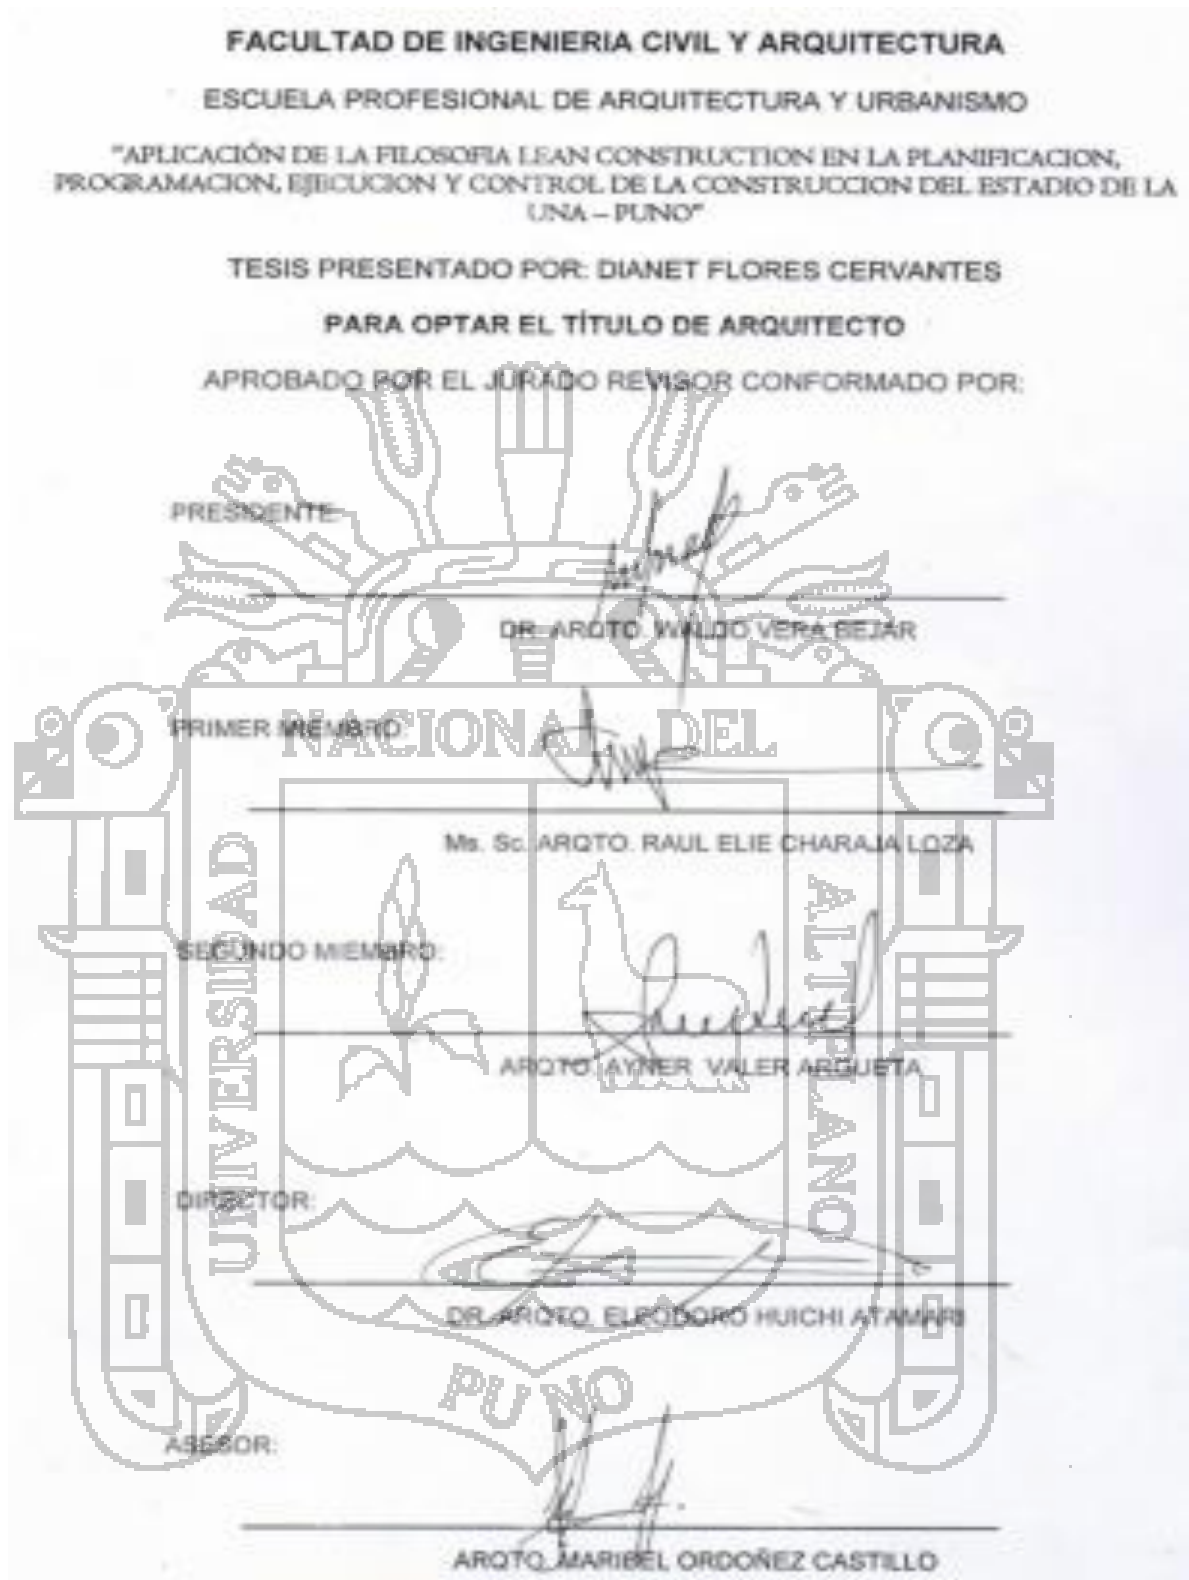 FACULTAD DE INGENIERIA CIVIL Y ARQUITECTURA
ESCUELA PROFESIONAL DE ARQUITECTURA Y URBANISMO
"APLICACIÓN DE LA FILOSOFIA LEAN CONSTRUCTION EN LA PLANIFICACION,
PROGRAMACION, EJECUCION Y CONTROL DE LA CONSTRUCCION DEL ESTADIO DE LA
UNA – PUNO"
TESIS PRESENTADO POR: DIANET FLORES CERVANTES
PARA OPTAR EL TÍTULO DE ARQUITECTO
APROBADO POR EL JURADO REVISOR CONFORMADO POR:
PRESIDENTE:
DR. ARQTO. WALDO VERA BEJAR
PRIMER MIEMBRO:
NACIONAL DEL
Ms. Sc. ARQTO. RAUL ELIE CHARAJA LOZA
UNIVERSIDAD
ALTIPLANO
SEGUNDO MIEMBRO:
ARQTO. AYNER VALER ARGUETA
DIRECTOR:
DR. ARQTO. ELEODORO HUICHI ATAMARI
PUNO
ASESOR:
ARQTO. MARIBEL ORDOÑEZ CASTILLO